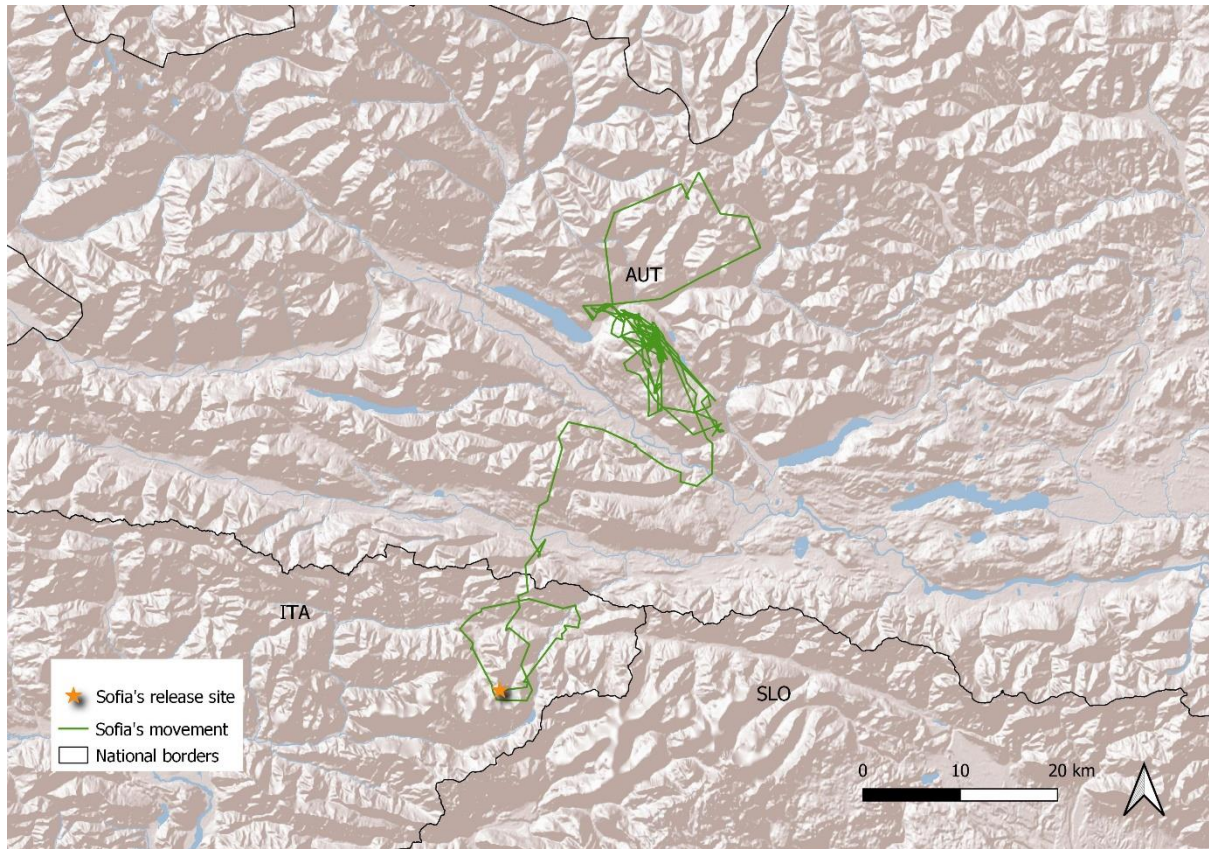 AUT
ITA
SLO
Sofia's release site
Sofia's movement
National borders
0 10 20 km